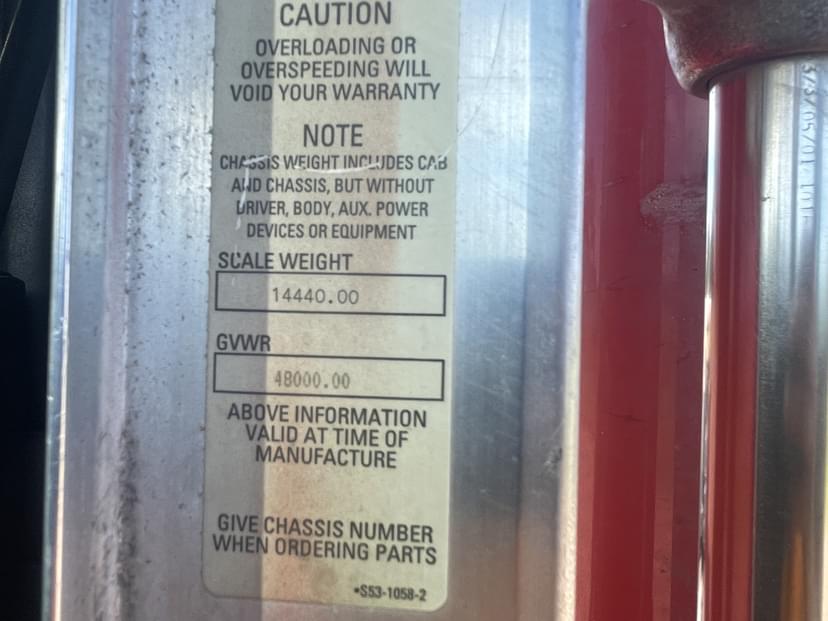 CAUTION
OVERLOADING OR
OVERSPEEDING WILL
VOID YOUR WARRANTY
NOTE
CHASSIS WEIGHT INCLUDES CAB
AND CHASSIS, BUT WITHOUT
DRIVER, BODY, AUX. POWER
DEVICES OR EQUIPMENT
SCALE WEIGHT
14440.00
GVWR
48000.00
ABOVE INFORMATION
VALID AT TIME OF
MANUFACTURE
GIVE CHASSIS NUMBER
WHEN ORDERING PARTS
•S53-1058-2